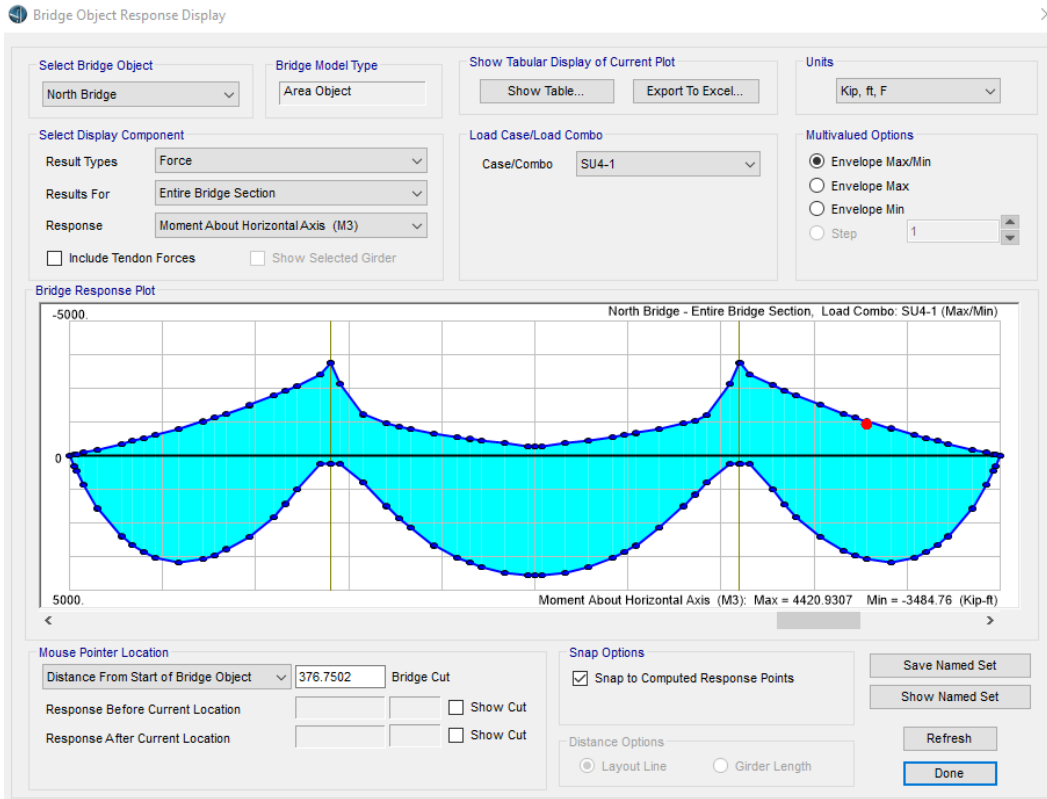 Bridge Object Response Display
Select Bridge Object
North Bridge
Bridge Model Type
Area Object
Show Tabular Display of Current Plot
Show Table...
Export To Excel...
Units
Kip, ft, F
Select Display Component
Result Types
Force
Results For
Entire Bridge Section
Response
Moment About Horizontal Axis (M3)
Include Tendon Forces
Show Selected Girder
Load Case/Load Combo
Case/Combo
SU4-1
Multivalued Options
Envelope Max/Min
Envelope Max
Envelope Min
Step
1
Bridge Response Plot
-5000.
North Bridge - Entire Bridge Section, Load Combo: SU4-1 (Max/Min)
0
5000.
Moment About Horizontal Axis (M3): Max = 4420.9307 Min = -3484.76 (Kip-ft)
Mouse Pointer Location
Distance From Start of Bridge Object
376.7502
Bridge Cut
Response Before Current Location
Show Cut
Response After Current Location
Show Cut
Snap Options
Snap to Computed Response Points
Distance Options
Layout Line
Girder Length
Save Named Set
Show Named Set
Refresh
Done